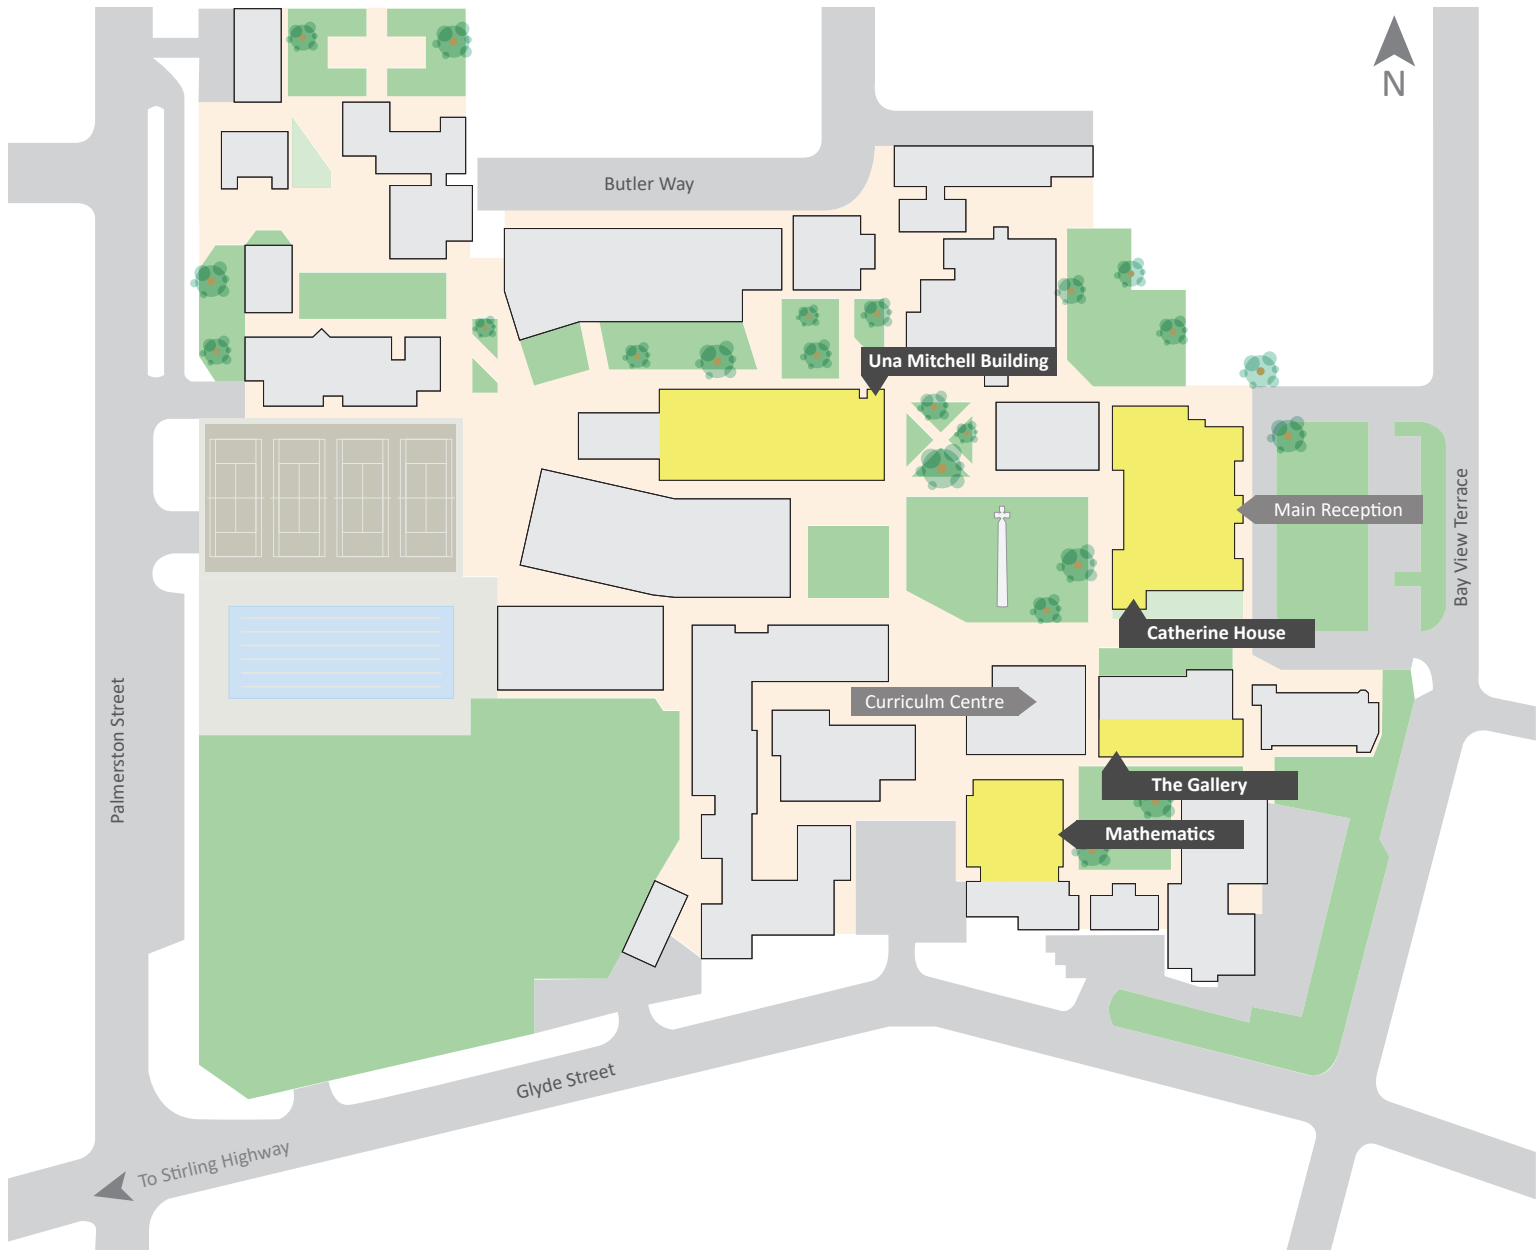 N
Butler Way
Una Mitchell Building
Main Reception
Bay View Terrace
Catherine House
Palmerston Street
Curriculm Centre
The Gallery
Mathematics
Glyde Street
To Stirling Highway